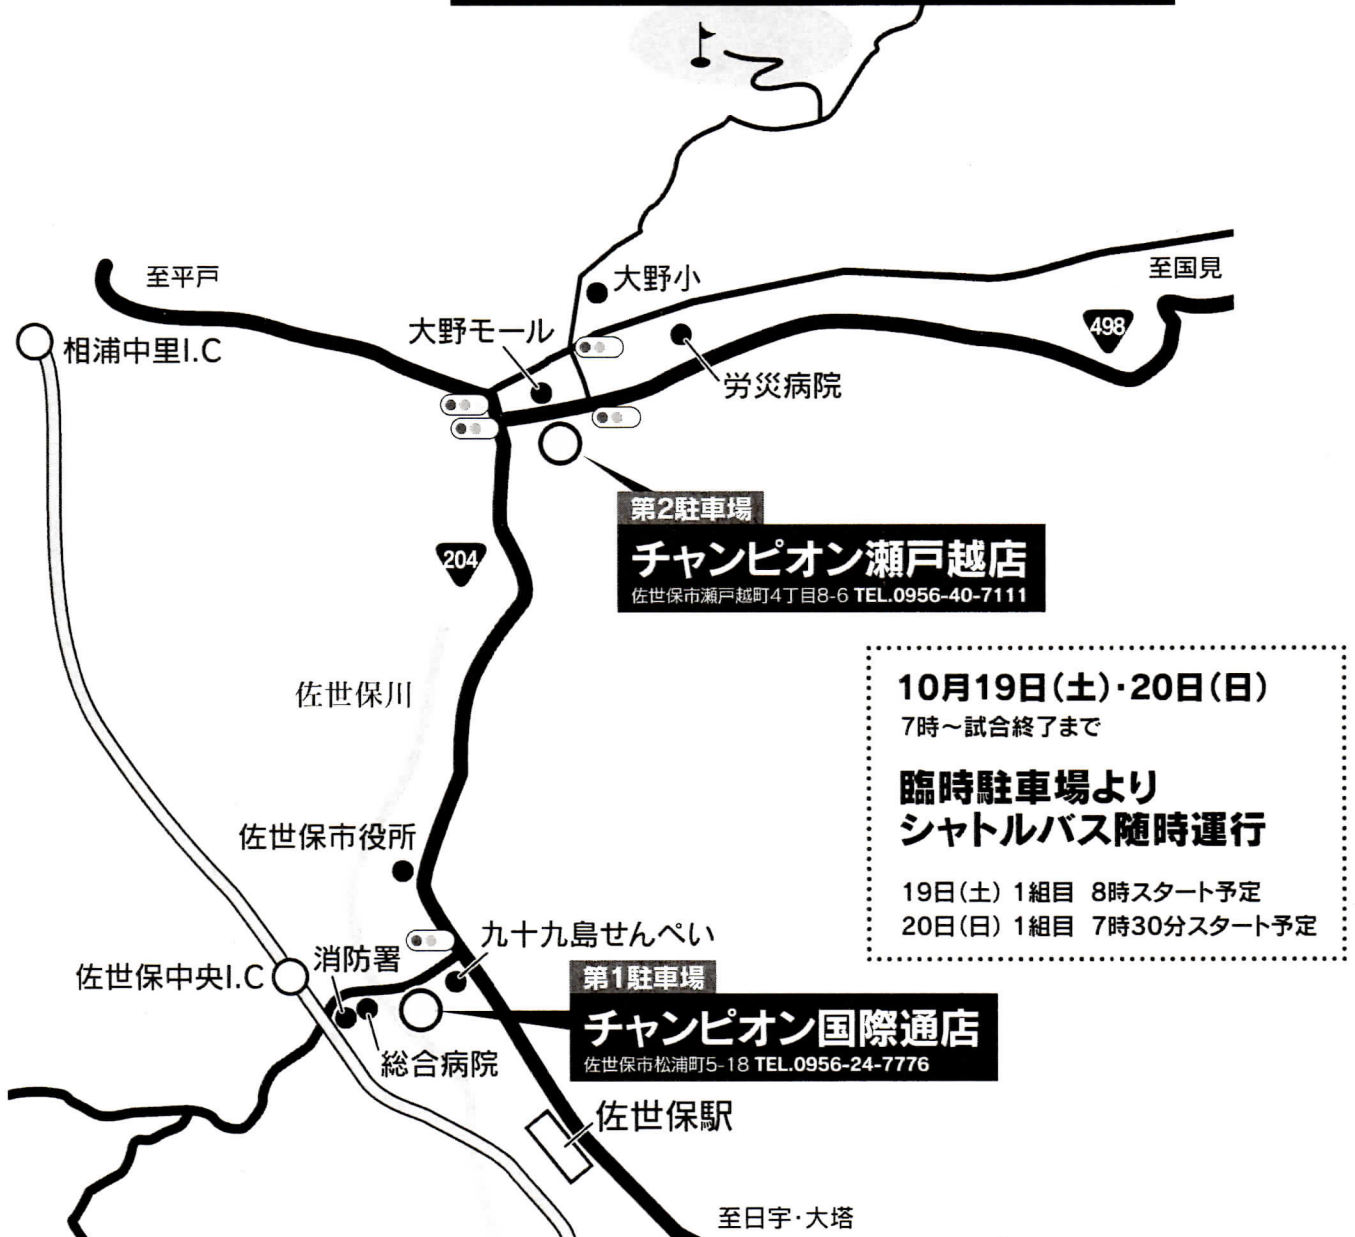 至平戸
大野小
至国見
大野モール
498
相浦中里I.C
労災病院
第2駐車場
チャンピオン瀬戸越店
佐世保市瀬戸越町4丁目8-6 TEL.0956-40-7111
204
佐世保川
10月19日(土)・20日(日)
7時～試合終了まで
臨時駐車場より
シャトルバス随時運行
19日(土) 1組目 8時スタート予定
20日(日) 1組目 7時30分スタート予定
佐世保市役所
九十九島せんぺい
消防署
佐世保中央I.C
第1駐車場
チャンピオン国際通店
佐世保市松浦町5-18 TEL.0956-24-7776
総合病院
佐世保駅
至日宇・大塔